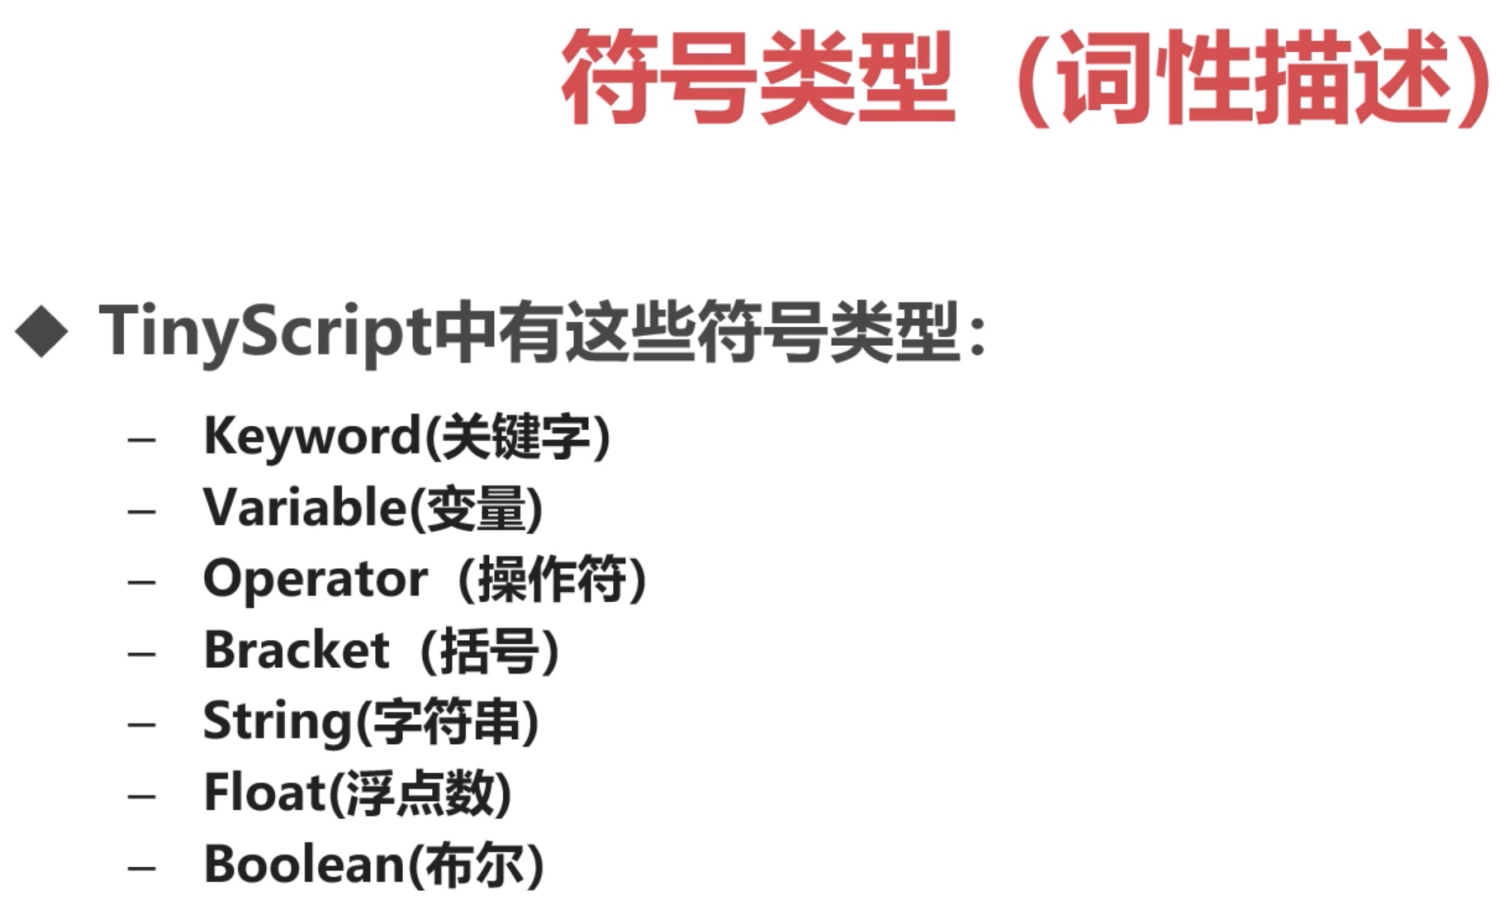 符号类型（词性描述）
◆ TinyScript中有这些符号类型：
– Keyword(关键字)
– Variable(变量)
– Operator（操作符）
– Bracket（括号）
– String(字符串)
– Float(浮点数)
– Boolean(布尔)